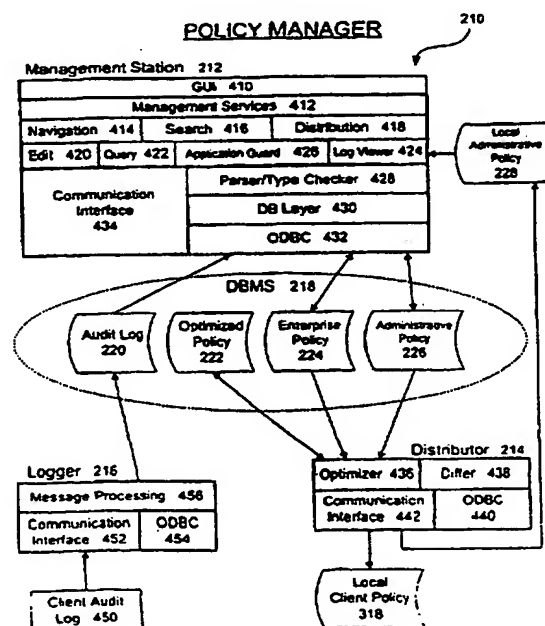 POLICY MANAGER
210
Management Station 212
GUI 410
Management Services 412
Navigation 414 Search 416 Distribution 418
Edit 420 Query 422 Application Guard 426 Log Viewer 424
Parser/Type Checker 428
Communication Interface 434
DB Layer 430
ODBC 432
Local
Administrative
Policy
228
DBMS 218
Audit Log
220
Optimized
Policy
222
Enterprise
Policy
224
Administrative
Policy
226
Distributor 214
Optimizer 436 Differ 438
Communication
Interface 442
ODBC
440
Logger 216
Message Processing 456
Communication
Interface 452
ODBC
454
Client Audit
Log 450
Local
Client Policy
318